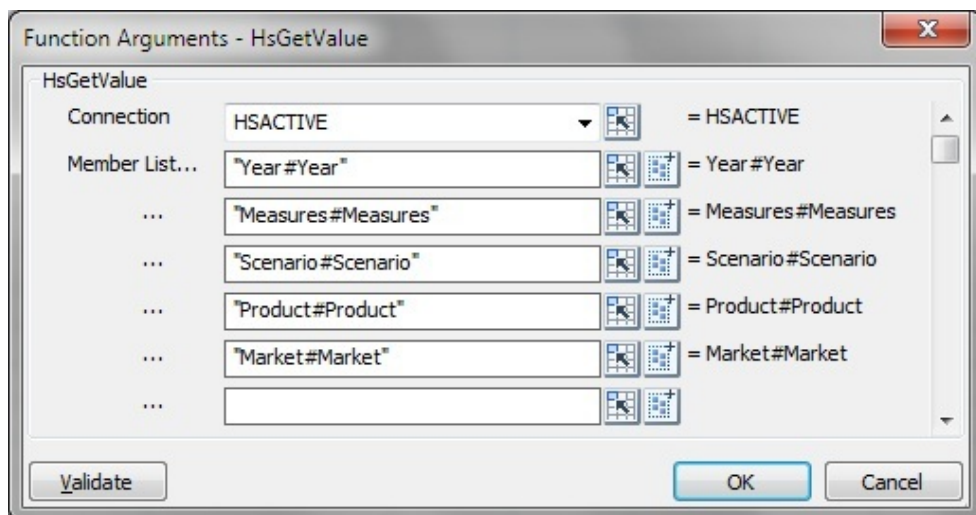 Function Arguments - HsGetValue
HsGetValue
Connection HSACTIVE = HSACTIVE
Member List... "Year#Year" = Year#Year
... "Measures#Measures" = Measures#Measures
... "Scenario#Scenario" = Scenario#Scenario
... "Product#Product" = Product#Product
... "Market#Market" = Market#Market
...
Validate OK Cancel